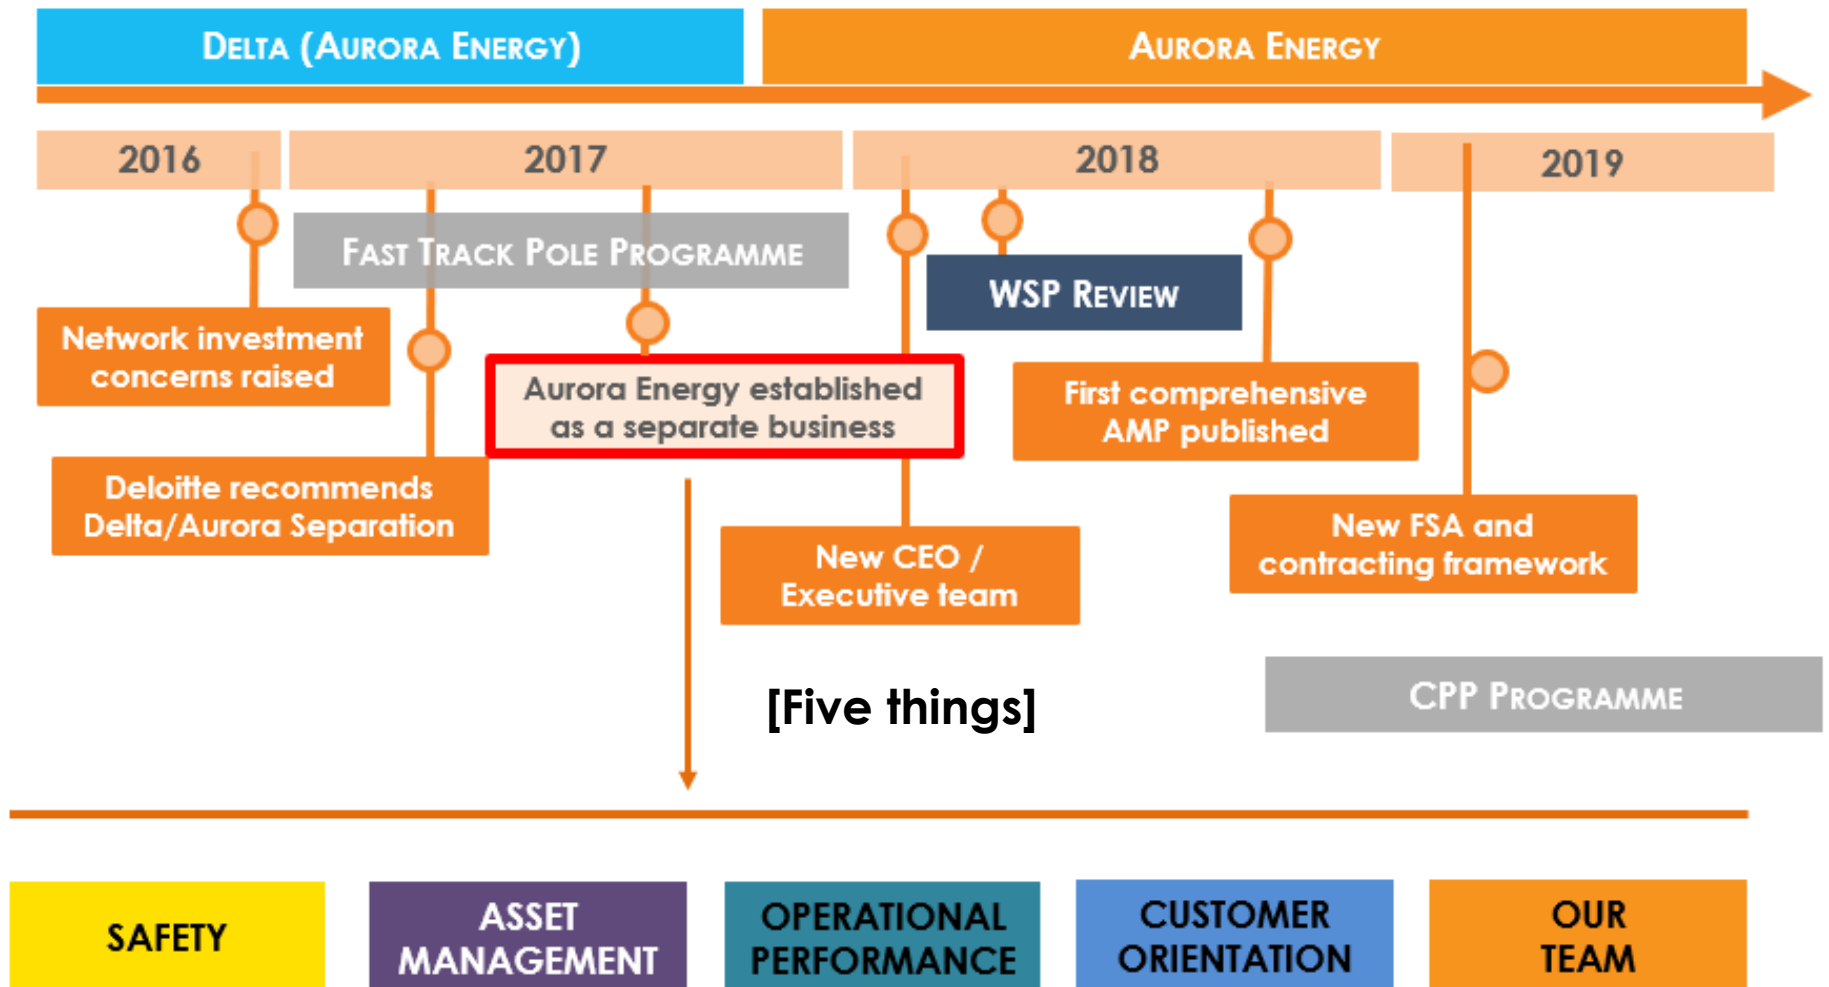 DELTA (AURORA ENERGY)
AURORA ENERGY
2016
2017
2018
2019
FAST TRACK POLE PROGRAMME
WSP REVIEW
Network investment
concerns raised
Aurora Energy established
as a separate business
First comprehensive
AMP published
Deloitte recommends
Delta/Aurora Separation
New CEO /
Executive team
New FSA and
contracting framework
[Five things]
CPP PROGRAMME
SAFETY
ASSET
MANAGEMENT
OPERATIONAL
PERFORMANCE
CUSTOMER
ORIENTATION
OUR
TEAM